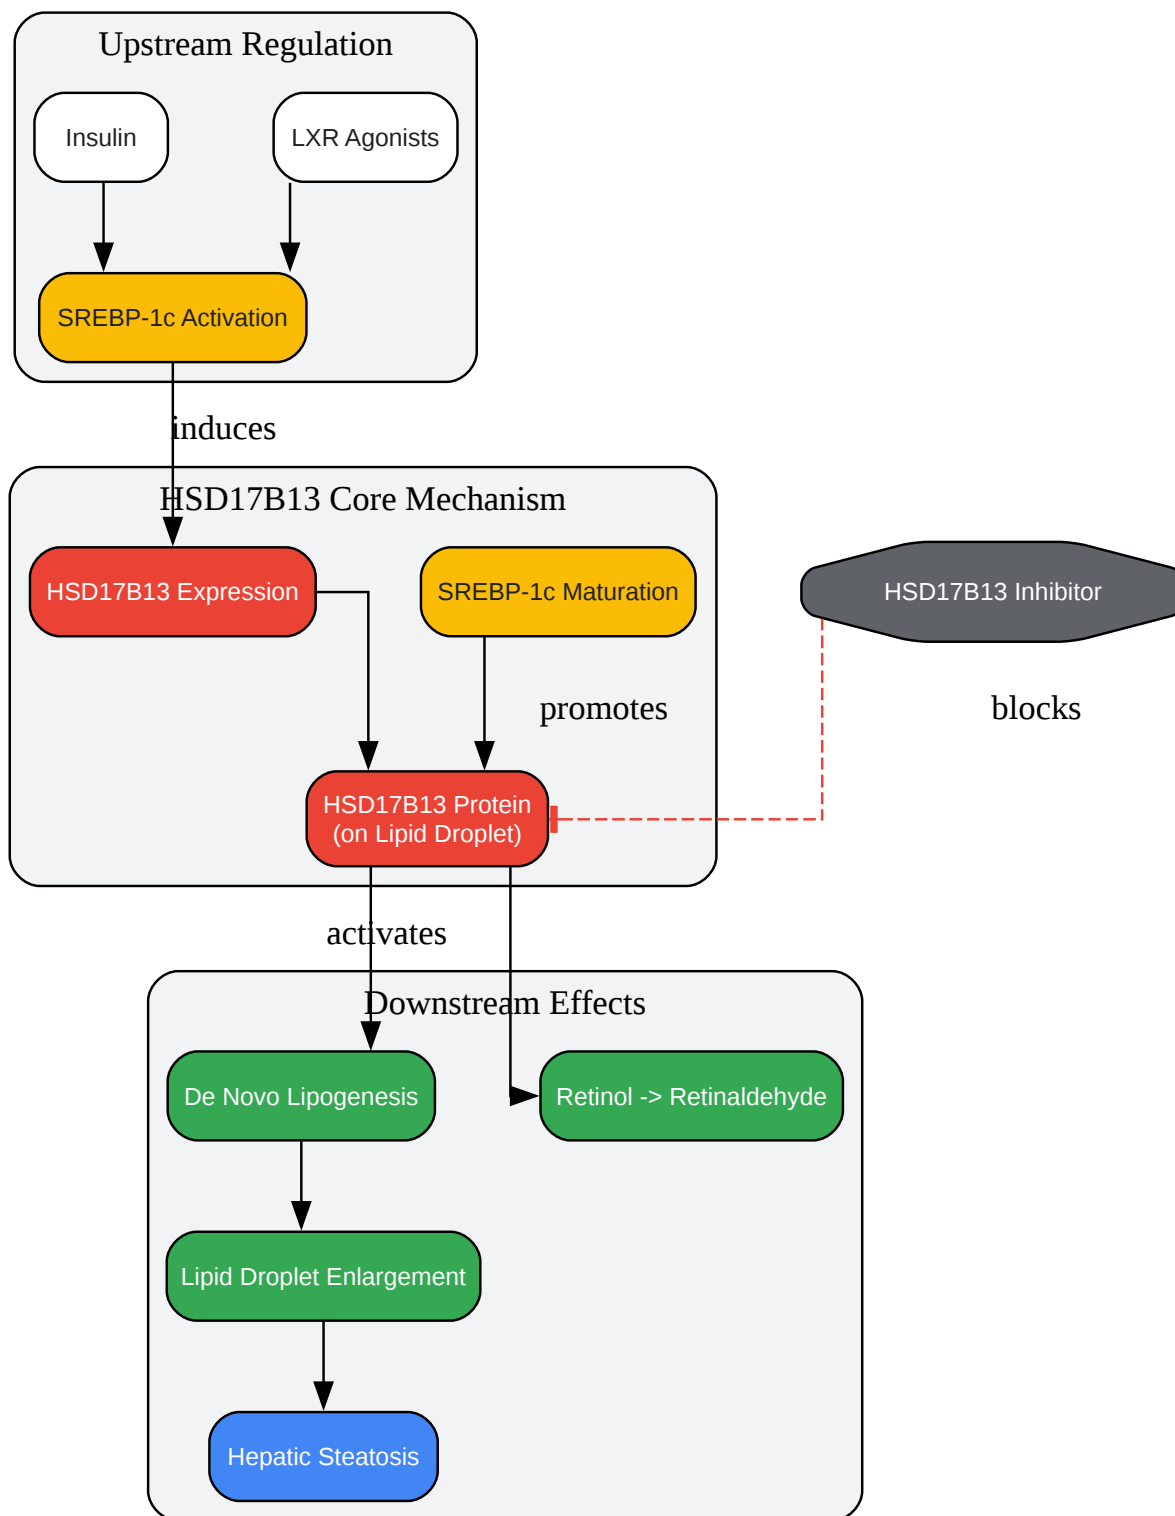 Upstream Regulation
Insulin
LXR Agonists
SREBP-1c Activation
induces
HSD17B13 Core Mechanism
HSD17B13 Expression
SREBP-1c Maturation
HSD17B13 Inhibitor
promotes
blocks
HSD17B13 Protein
(on Lipid Droplet)
activates
Downstream Effects
De Novo Lipogenesis
Retinol -> Retinaldehyde
Lipid Droplet Enlargement
Hepatic Steatosis